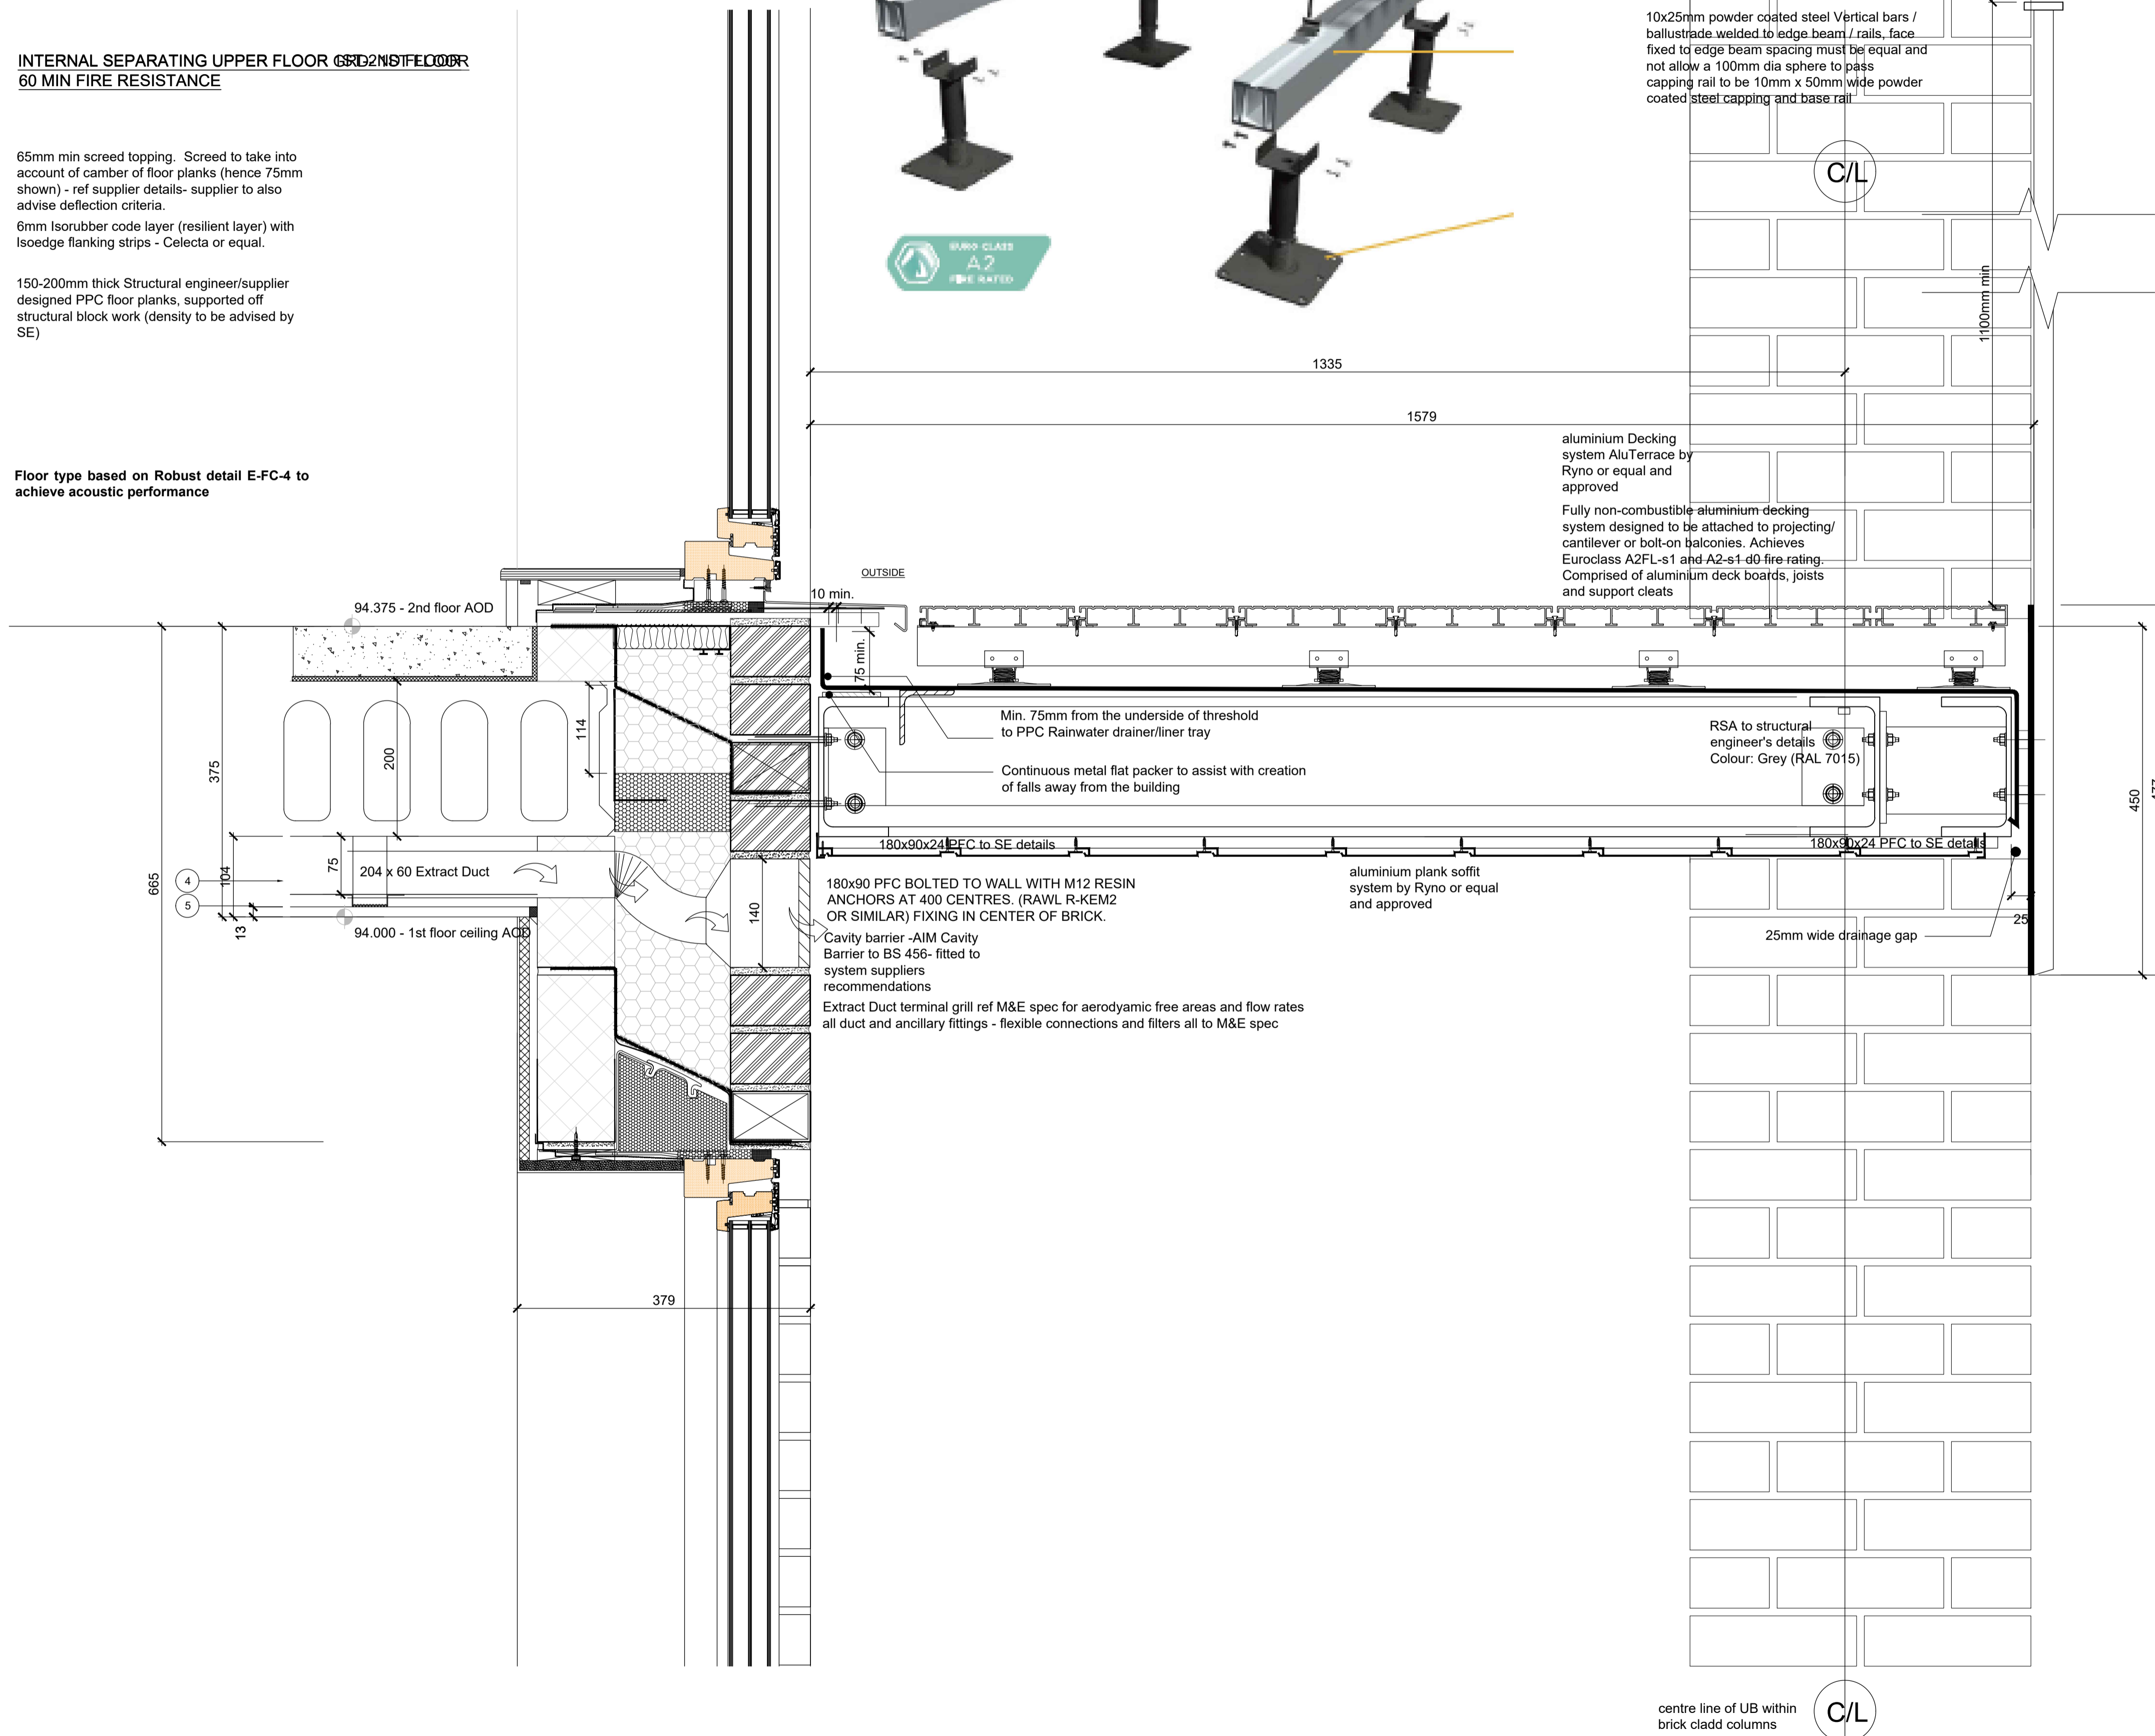 INTERNAL SEPARATING UPPER FLOOR
60 MIN FIRE RESISTANCE
65mm min screed topping. Screed to take into
account of camber of floor planks (hence 75mm
shown) - ref supplier details- supplier to also
advise deflection criteria.
6mm Isorubber code layer (resilient layer) with
Isoedge flanking strips - Celecta or equal.
150-200mm thick Structural engineer/supplier
designed PPC floor planks, supported off
structural block work (density to be advised by
SE)
Floor type based on Robust detail E-FC-4 to
achieve acoustic performance
EURO CLASS
A2
FIRE RATED
10x25mm powder coated steel Vertical bars /
ballustrade welded to edge beam / rails, face
fixed to edge beam spacing must be equal and
not allow a 100mm dia sphere to pass
capping rail to be 10mm x 50mm wide powder
coated steel capping and base rail
C/L
1100mm min
1335
1579
aluminium Decking
system AluTerrace by
Ryno or equal and
approved
Fully non-combustible aluminium decking
system designed to be attached to projecting/
cantilever or bolt-on balconies. Achieves
Euroclass A2FL-s1 and A2-s1 d0 fire rating.
Comprised of aluminium deck boards, joists
and support cleats
OUTSIDE
10 min.
94.375 - 2nd floor AOD
75 min.
114
200
375
665
104
75
13
4
5
204 x 60 Extract Duct
94.000 - 1st floor ceiling AOD
140
Min. 75mm from the underside of threshold
to PPC Rainwater drainer/liner tray
Continuous metal flat packer to assist with creation
of falls away from the building
RSA to structural
engineer's details
Colour: Grey (RAL 7015)
180x90x24 PFC to SE details
180x90x24 PFC to SE details
450
180x90 PFC BOLTED TO WALL WITH M12 RESIN
ANCHORS AT 400 CENTRES. (RAWL R-KEM2
OR SIMILAR) FIXING IN CENTER OF BRICK.
aluminium plank soffit
system by Ryno or equal
and approved
Cavity barrier -AIM Cavity
Barrier to BS 456- fitted to
system suppliers
recommendations
25
25mm wide drainage gap
Extract Duct terminal grill ref M&E spec for aerodyamic free areas and flow rates
all duct and ancillary fittings - flexible connections and filters all to M&E spec
379
centre line of UB within
brick cladd columns
C/L